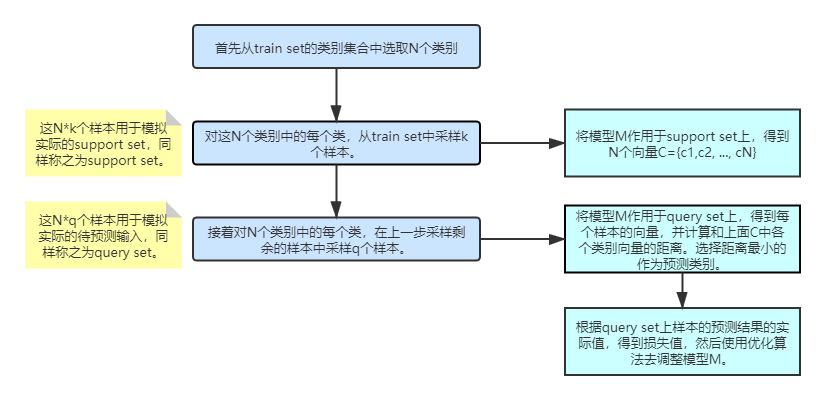 首先从train set的类别集合中选取N个类别
这N*k个样本用于模拟
实际的support set，同
样称之为support set。
对这N个类别中的每个类，从train set中采样k
个样本。
将模型M作用于support set上，得到
N个向量C={c1,c2, ..., cN}
这N*q个样本用于模拟
实际的待预测输入，同
样称之为query set。
接着对N个类别中的每个类，在上一步采样剩
余的样本中采样q个样本。
将模型M作用于query set上，得到每
个样本的向量，并计算和上面C中各
个类别向量的距离。选择距离最小的
作为预测类别。
根据query set上样本的预测结果的实
际值，得到损失值，然后使用优化算
法去调整模型M。